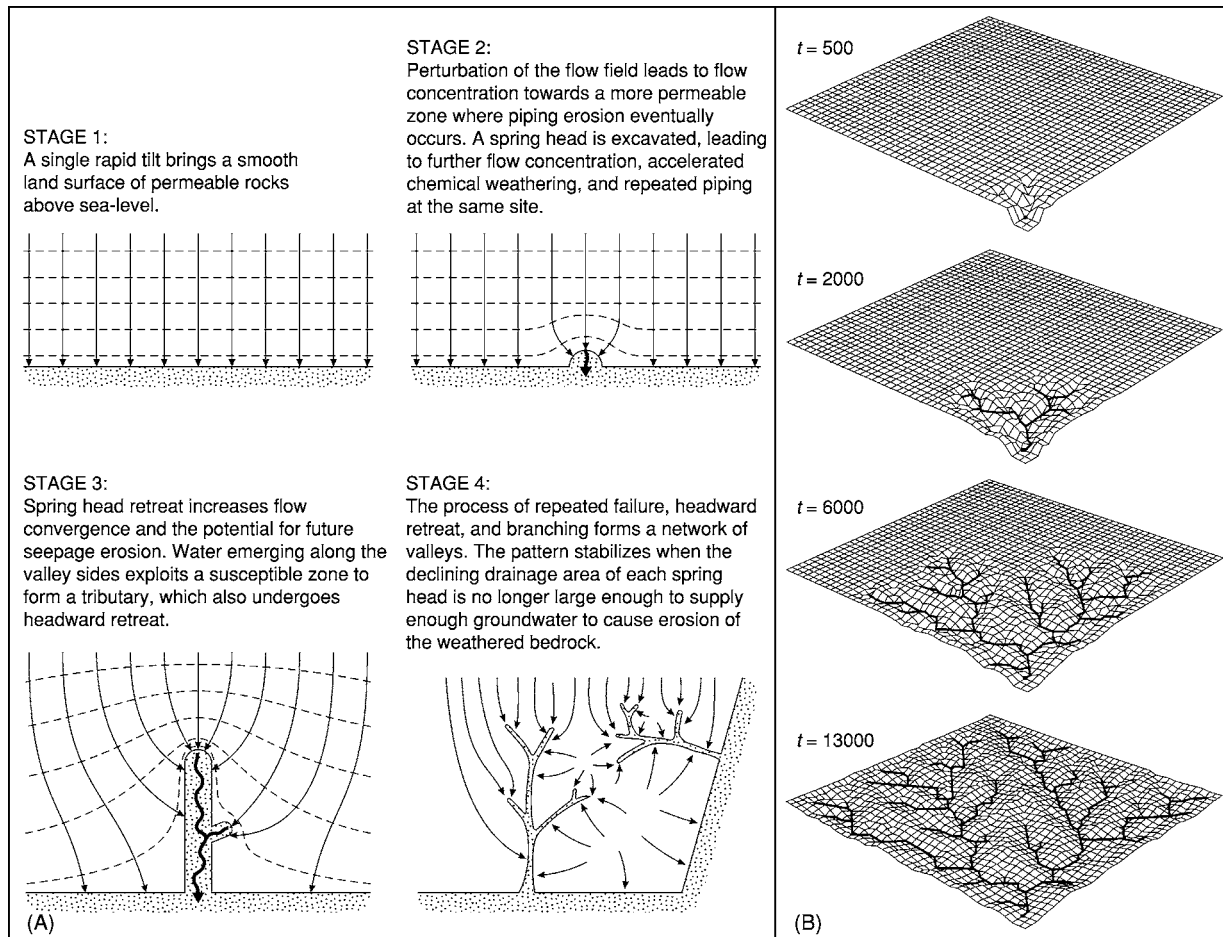 STAGE 1:
A single rapid tilt brings a smooth
land surface of permeable rocks
above sea-level.
STAGE 2:
Perturbation of the flow field leads to flow
concentration towards a more permeable
zone where piping erosion eventually
occurs. A spring head is excavated, leading
to further flow concentration, accelerated
chemical weathering, and repeated piping
at the same site.
STAGE 3:
Spring head retreat increases flow
convergence and the potential for future
seepage erosion. Water emerging along the
valley sides exploits a susceptible zone to
form a tributary, which also undergoes
headward retreat.
STAGE 4:
The process of repeated failure, headward
retreat, and branching forms a network of
valleys. The pattern stabilizes when the
declining drainage area of each spring
head is no longer large enough to supply
enough groundwater to cause erosion of
the weathered bedrock.
(A)
t = 500
t = 2000
t = 6000
t = 13000
(B)